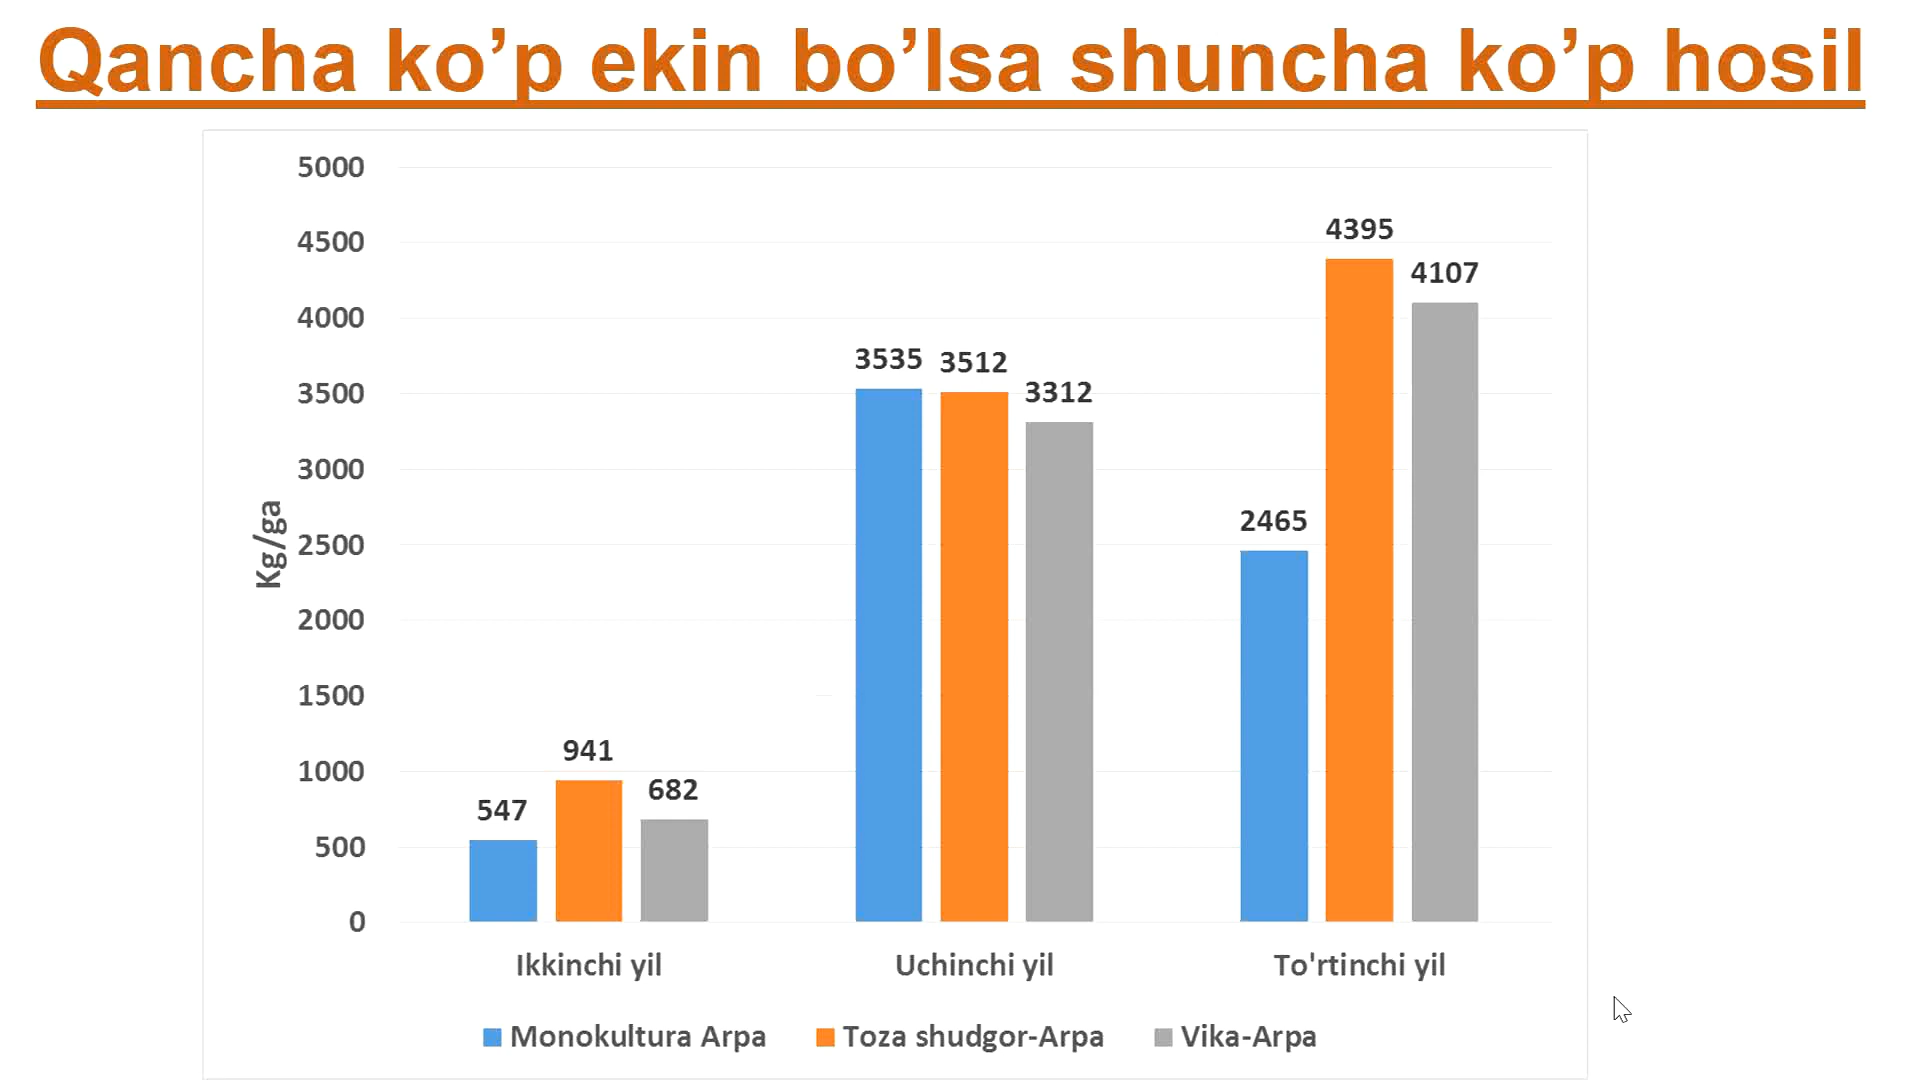 Qancha ko’p ekin bo’lsa shuncha ko’p hosil
5000
4500
4000
3500
3000
2500
2000
1500
1000
500
0
Kg/ga
547
941
682
3535
3512
3312
2465
4395
4107
Ikkinchi yil
Uchinchi yil
To'rtinchi yil
Monokultura Arpa
Toza shudgor-Arpa
Vika-Arpa